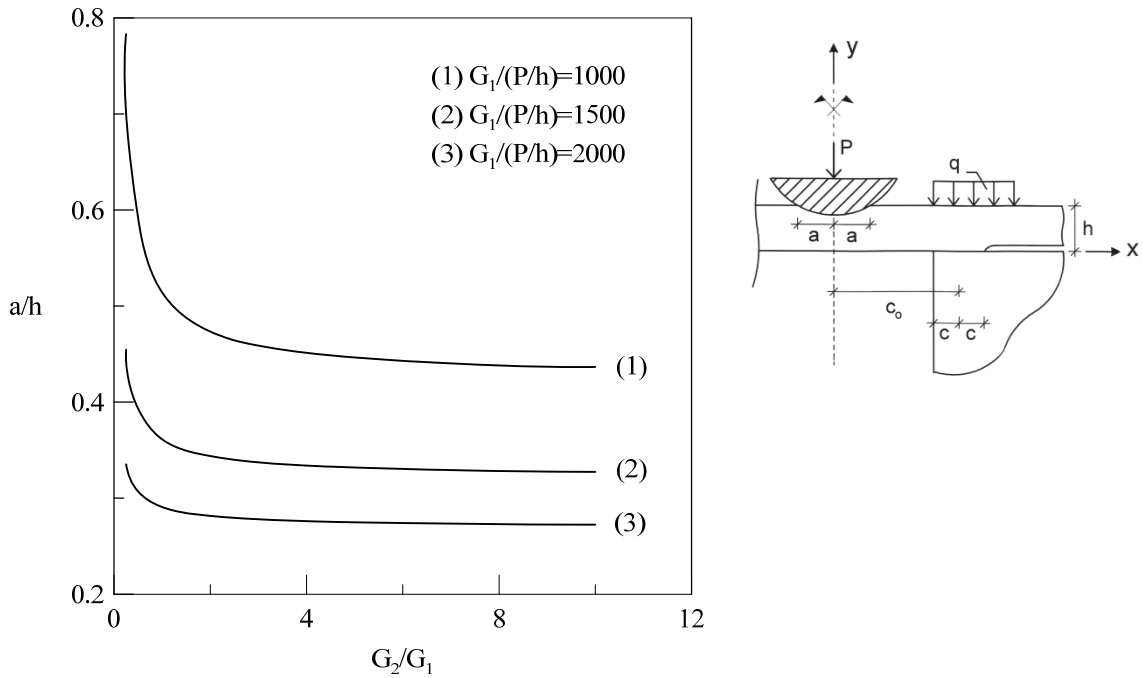 0.8
(1) G₁/(P/h)=1000
(2) G₁/(P/h)=1500
(3) G₁/(P/h)=2000
0.6
a/h
(1)
0.4
(2)
(3)
0.2
0 4 8 12
G₂/G₁
y
P
q
a a
h
x
c₀
c c